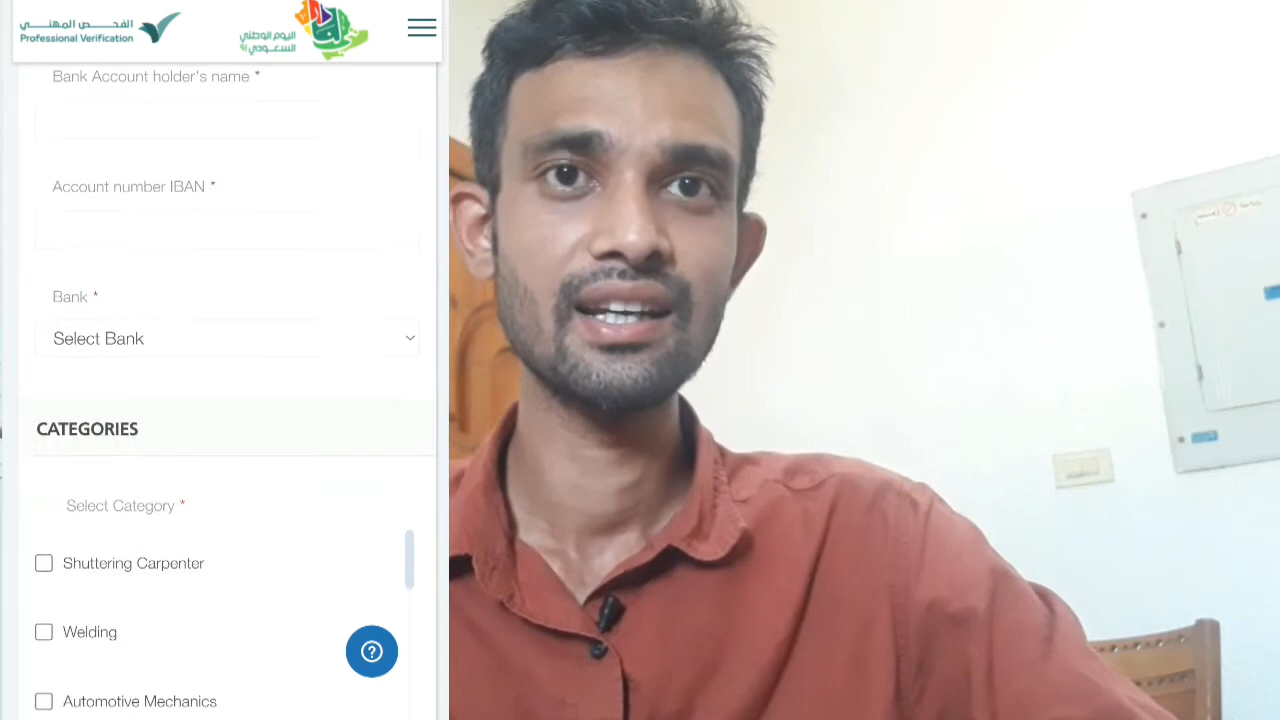 الفحص المهني
Professional Verification
اليوم الوطني
السعودي 91
Bank Account holder's name *
Account number IBAN *
Bank *
Select Bank
CATEGORIES
Select Category *
Shuttering Carpenter
Welding
Automotive Mechanics